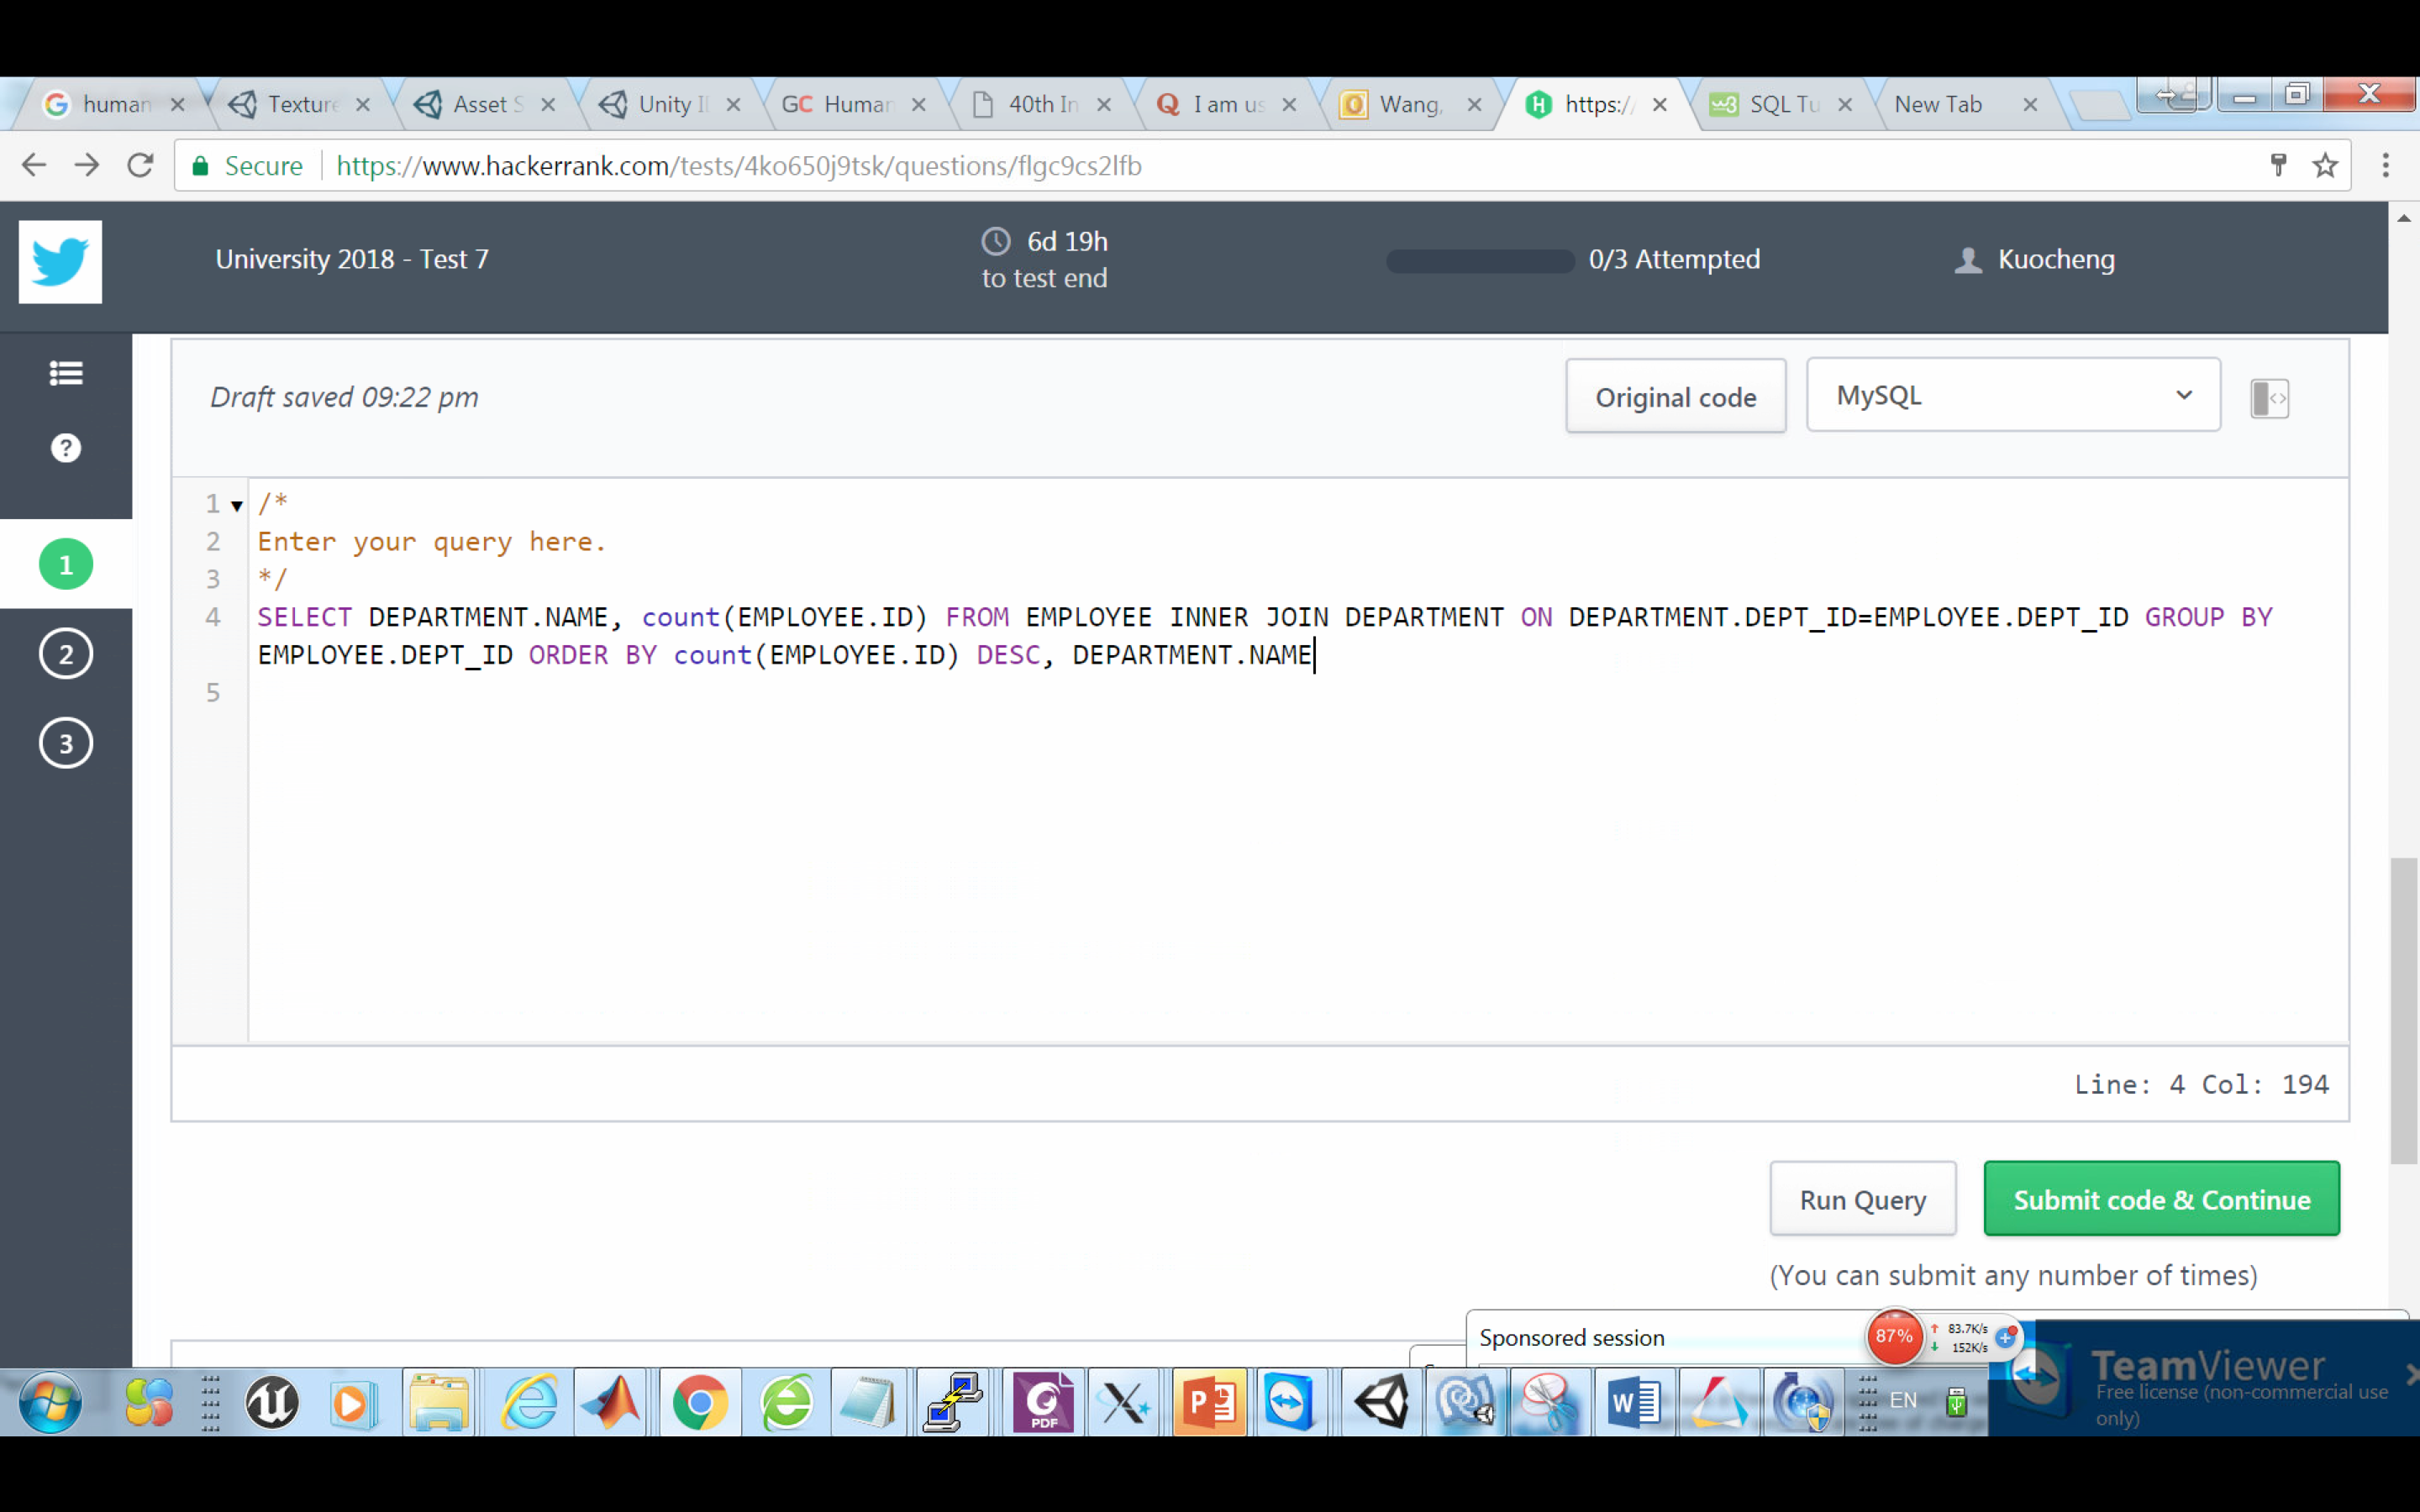 human
Texture
Asset S
Unity
GC Human
40th In
I am us
Wang,
https:/
SQL Tu
New Tab
Secure
https://www.hackerrank.com/tests/4ko650j9tsk/questions/flgc9cs2lfb
University 2018 - Test 7
6d 19h
to test end
0/3 Attempted
Kuocheng
Draft saved 09:22 pm
Original code
MySQL
1 /*
2 Enter your query here.
3 */
4 SELECT DEPARTMENT.NAME, count(EMPLOYEE.ID) FROM EMPLOYEE INNER JOIN DEPARTMENT ON DEPARTMENT.DEPT_ID=EMPLOYEE.DEPT_ID GROUP BY
EMPLOYEE.DEPT_ID ORDER BY count(EMPLOYEE.ID) DESC, DEPARTMENT.NAME
5
1
2
3
Line: 4 Col: 194
Run Query
Submit code & Continue
(You can submit any number of times)
Sponsored session
87%
83.7K/s
152K/s
TeamViewer
Free license (non-commercial use
only)
PDF
EN